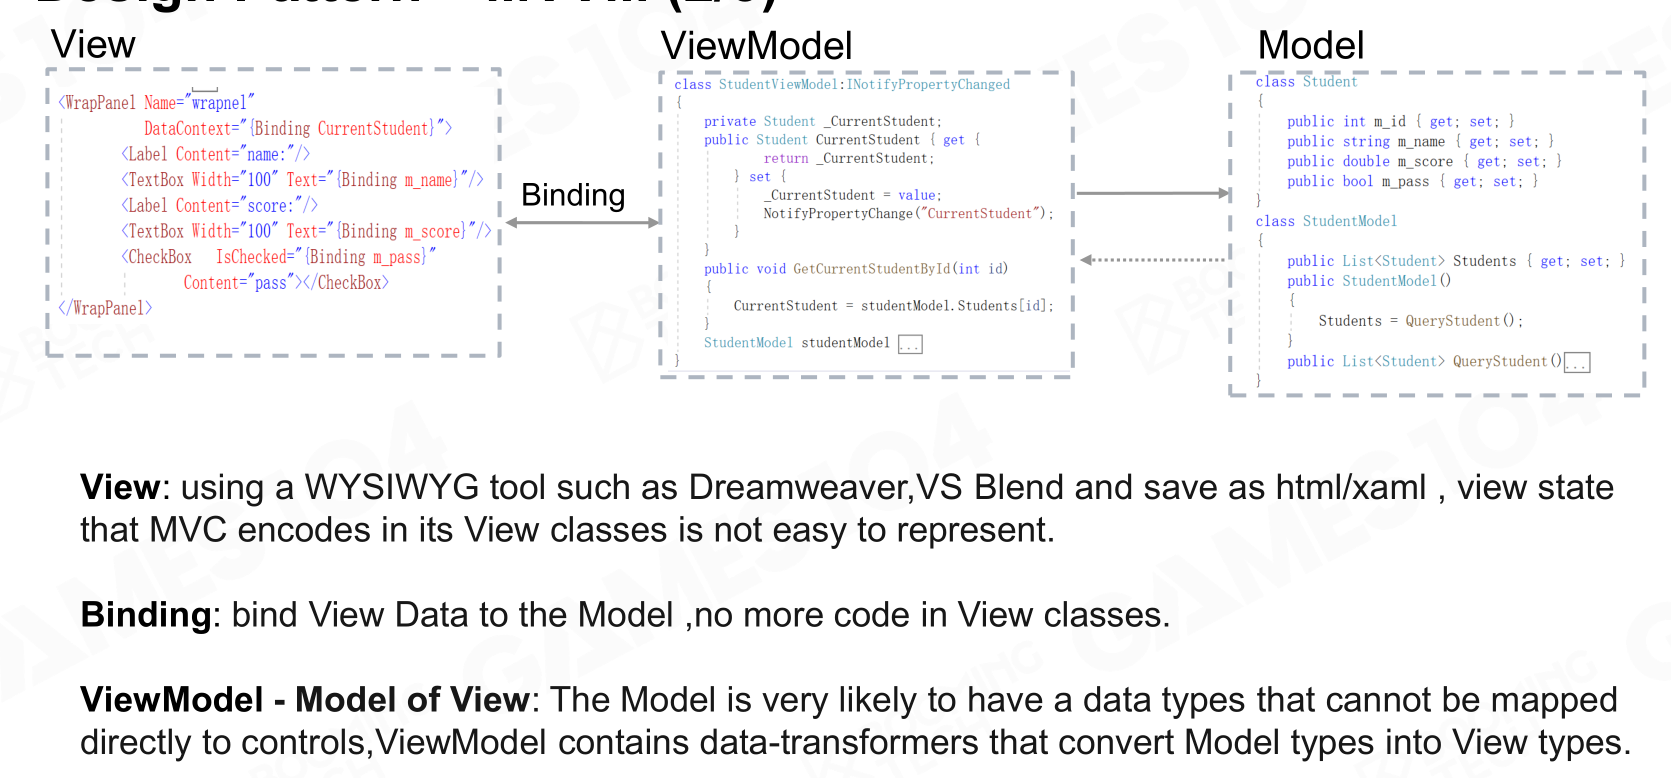 View
<WrapPanel Name="wrapnel"
DataContext="{Binding CurrentStudent}">
<Label Content="name:"/>
<TextBox Width="100" Text="{Binding m_name}"/>
<Label Content="score:"/>
<TextBox Width="100" Text="{Binding m_score}"/>
<CheckBox IsChecked="{Binding m_pass}"
Content="pass"></CheckBox>
</WrapPanel>
Binding
ViewModel
class StudentViewModel:INotifyPropertyChanged
{
private Student _CurrentStudent;
public Student CurrentStudent { get {
return _CurrentStudent;
} set {
_CurrentStudent = value;
NotifyPropertyChange("CurrentStudent");
}
}
public void GetCurrentStudentById(int id)
{
CurrentStudent = studentModel.Students[id];
}
StudentModel studentModel ...
}
Model
class Student
{
public int m_id { get; set; }
public string m_name { get; set; }
public double m_score { get; set; }
public bool m_pass { get; set; }
}
class StudentModel
{
public List<Student> Students { get; set; }
public StudentModel()
{
Students = QueryStudent();
}
public List<Student> QueryStudent()...
}
View: using a WYSIWYG tool such as Dreamweaver,VS Blend and save as html/xaml , view state
that MVC encodes in its View classes is not easy to represent.
Binding: bind View Data to the Model ,no more code in View classes.
ViewModel - Model of View: The Model is very likely to have a data types that cannot be mapped
directly to controls,ViewModel contains data-transformers that convert Model types into View types.